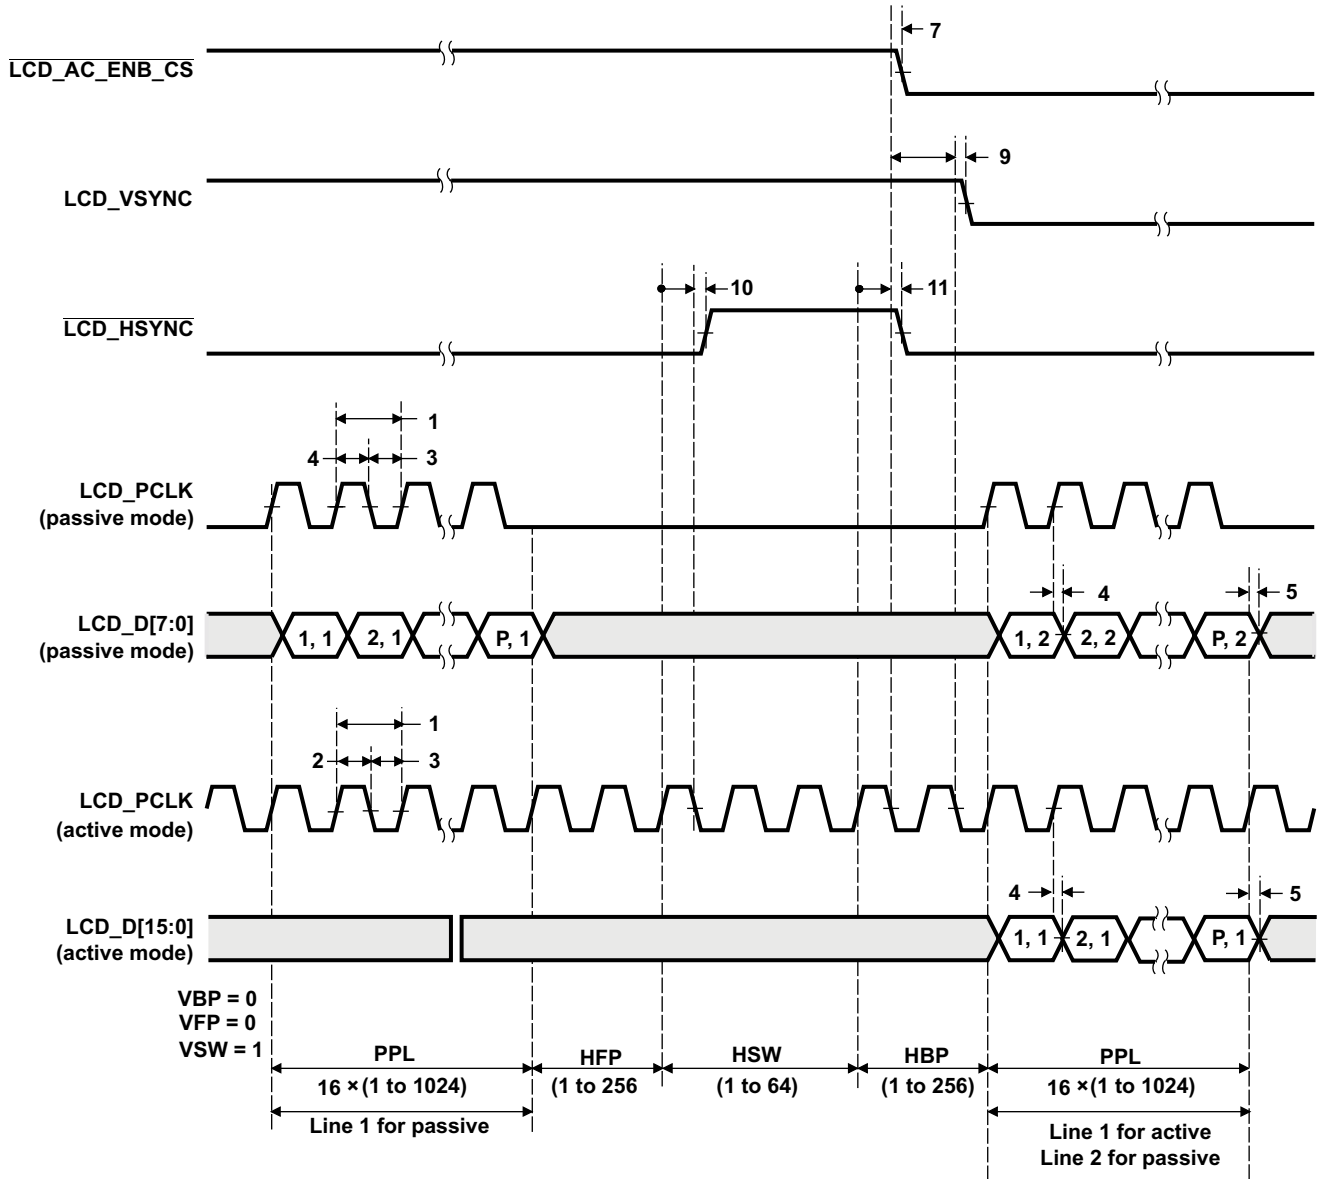 7
LCD_AC_ENB_CS
9
LCD_VSYNC
10
11
LCD_HSYNC
1
4
3
LCD_PCLK
(passive mode)
4
5
LCD_D[7:0]
(passive mode)
1, 1
2, 1
P, 1
1, 2
2, 2
P, 2
1
2
3
LCD_PCLK
(active mode)
4
5
LCD_D[15:0]
(active mode)
1, 1
2, 1
P, 1
VBP = 0
VFP = 0
VSW = 1
PPL
HFP
HSW
HBP
PPL
16 × (1 to 1024)
(1 to 256
(1 to 64)
(1 to 256)
16 × (1 to 1024)
Line 1 for passive
Line 1 for active
Line 2 for passive